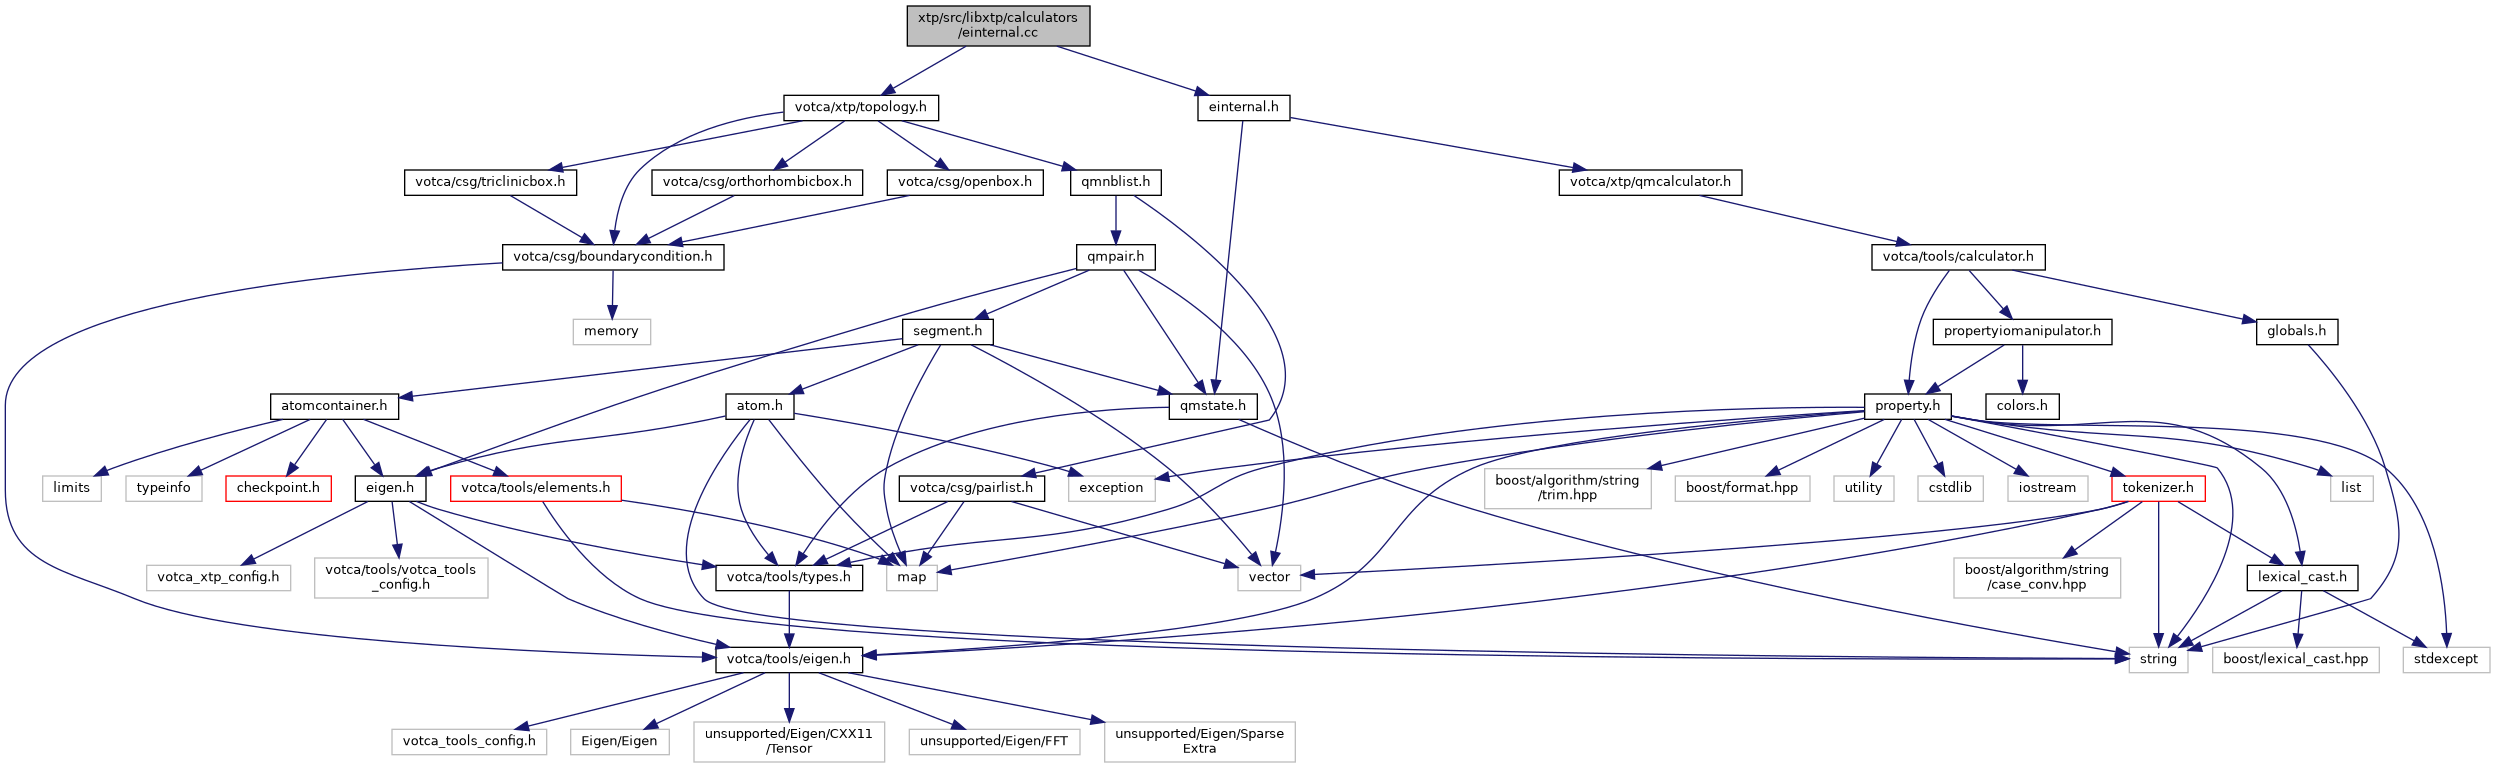 xtp/src/libxtp/calculators
/einternal.cc
votca/xtp/topology.h
einternal.h
votca/csg/triclinicbox.h
votca/csg/orthorhombicbox.h
votca/csg/openbox.h
qmnblist.h
votca/xtp/qmcalculator.h
votca/csg/boundarycondition.h
qmpair.h
votca/tools/calculator.h
memory
segment.h
propertyiomanipulator.h
globals.h
atomcontainer.h
atom.h
qmstate.h
property.h
colors.h
limits
typeinfo
checkpoint.h
eigen.h
votca/tools/elements.h
votca/csg/pairlist.h
exception
boost/algorithm/string
/trim.hpp
boost/format.hpp
utility
cstdlib
iostream
tokenizer.h
list
votca_xtp_config.h
votca/tools/votca_tools
_config.h
votca/tools/types.h
map
vector
boost/algorithm/string
/case_conv.hpp
lexical_cast.h
votca/tools/eigen.h
string
boost/lexical_cast.hpp
stdexcept
votca_tools_config.h
Eigen/Eigen
unsupported/Eigen/CXX11
/Tensor
unsupported/Eigen/FFT
unsupported/Eigen/Sparse
Extra